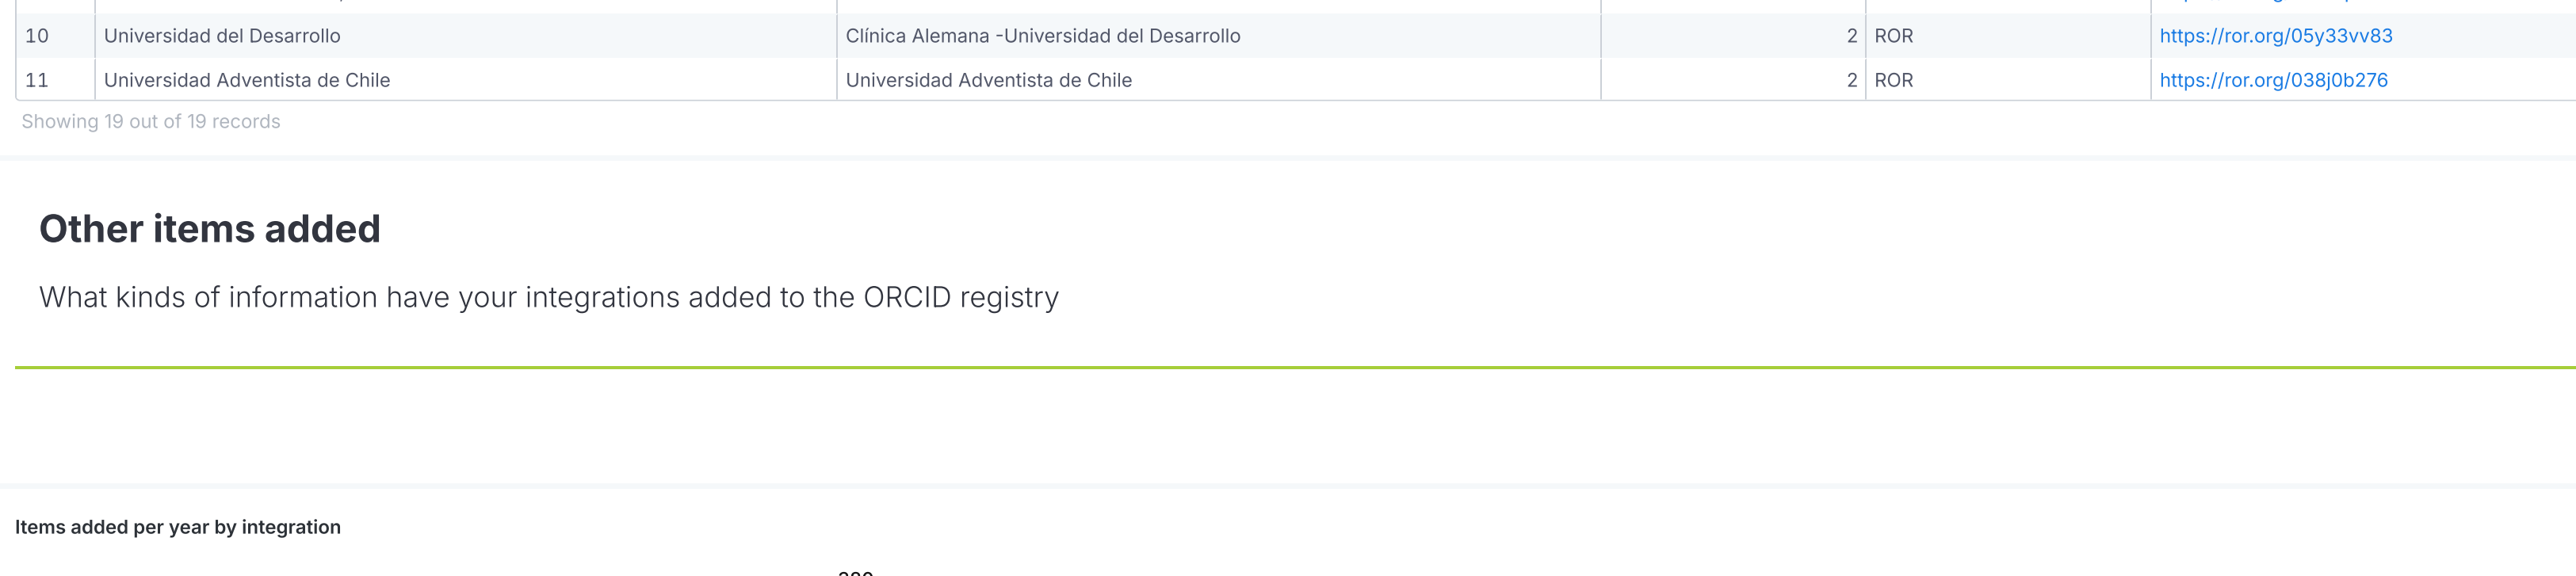 10 Universidad del Desarrollo Clínica Alemana -Universidad del Desarrollo 2 ROR https://ror.org/05y33vv83
11 Universidad Adventista de Chile Universidad Adventista de Chile 2 ROR https://ror.org/038j0b276
Showing 19 out of 19 records
Other items added
What kinds of information have your integrations added to the ORCID registry
Items added per year by integration